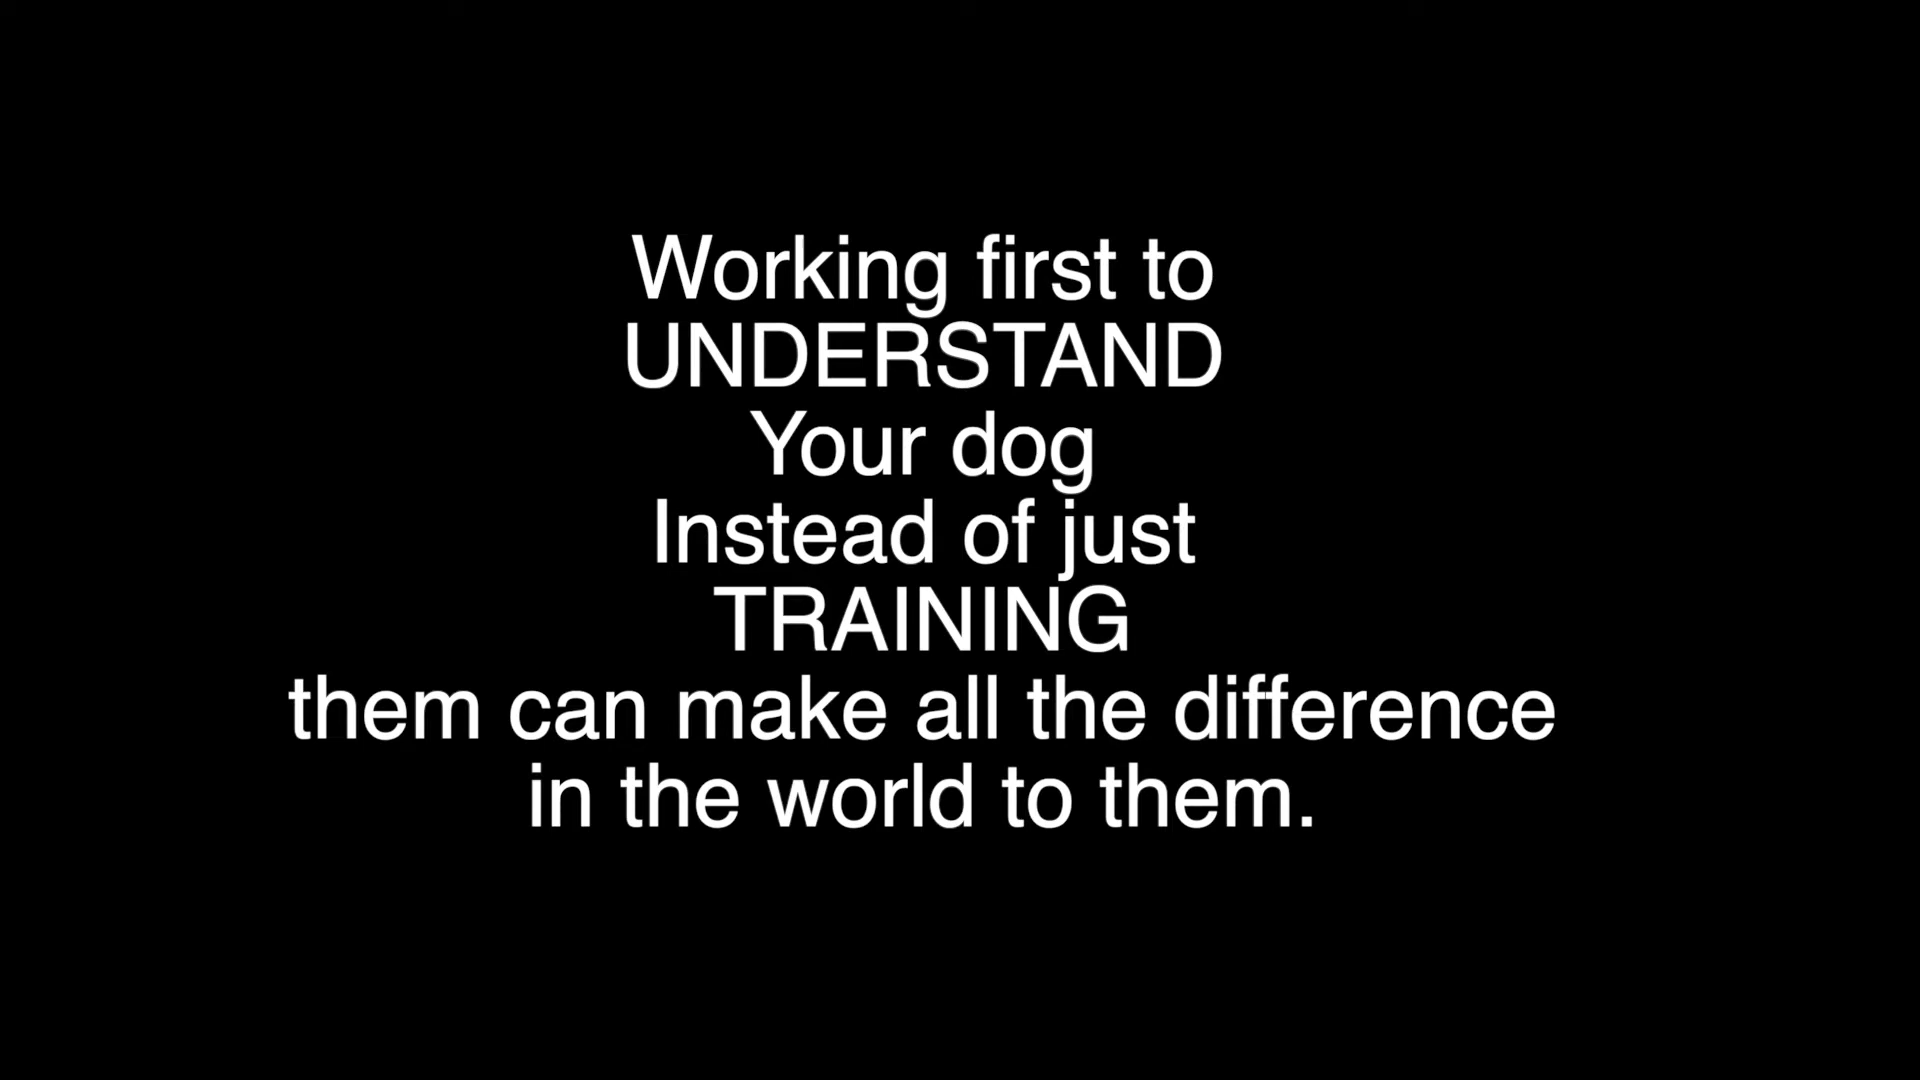 Working first to
UNDERSTAND
Your dog
Instead of just
TRAINING
them can make all the difference
in the world to them.